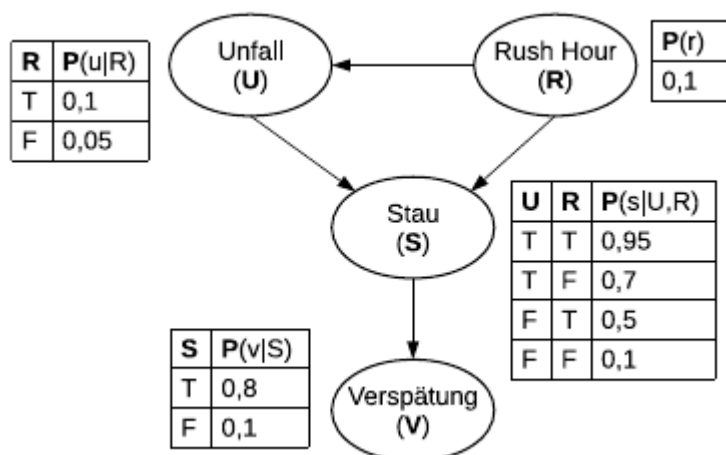 Unfall
(U)
Rush Hour
(R)
P(r)
0,1
R P(u|R)
T 0,1
F 0,05
Stau
(S)
U R P(s|U,R)
T T 0,95
T F 0,7
F T 0,5
F F 0,1
S P(v|S)
T 0,8
F 0,1
Verspätung
(V)